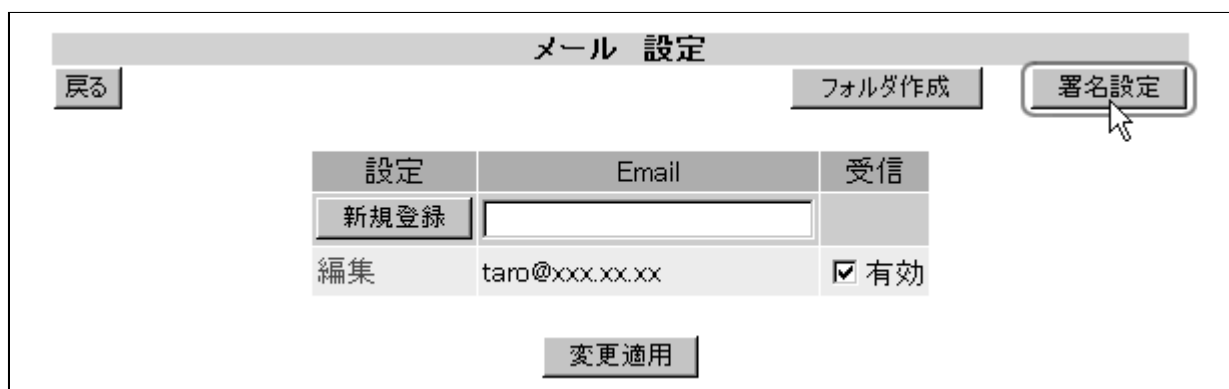 メール 設定
戻る フォルダ作成 署名設定
設定 Email 受信
新規登録
編集 taro@xxx.xx.xx 有効
変更適用